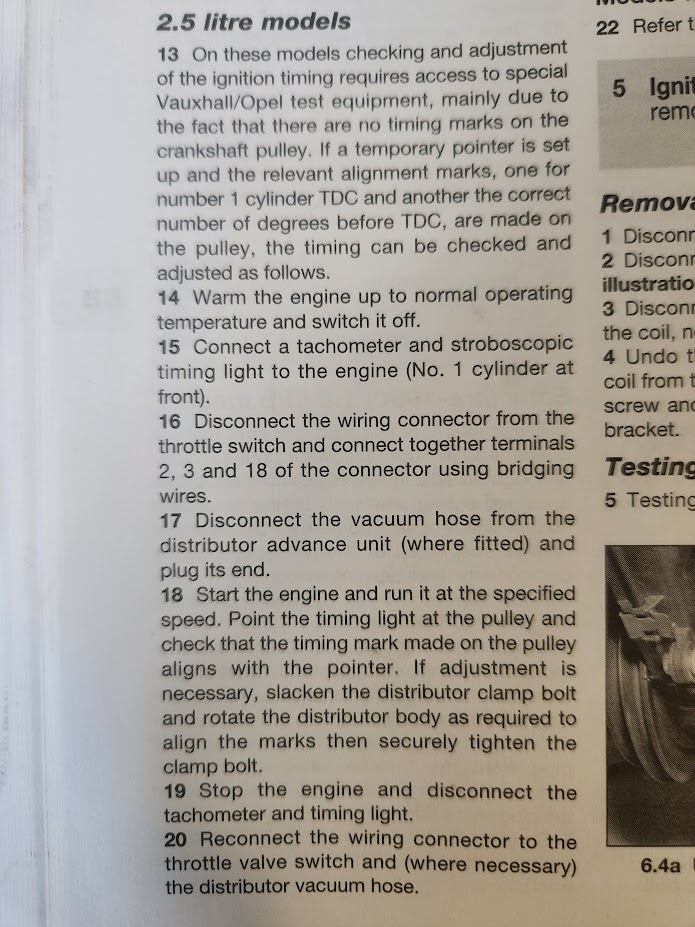 2.5 litre models
13 On these models checking and adjustment
of the ignition timing requires access to special
Vauxhall/Opel test equipment, mainly due to
the fact that there are no timing marks on the
crankshaft pulley. If a temporary pointer is set
up and the relevant alignment marks, one for
number 1 cylinder TDC and another the correct
number of degrees before TDC, are made on
the pulley, the timing can be checked and
adjusted as follows.
14 Warm the engine up to normal operating
temperature and switch it off.
15 Connect a tachometer and stroboscopic
timing light to the engine (No. 1 cylinder at
front).
16 Disconnect the wiring connector from the
throttle switch and connect together terminals
2, 3 and 18 of the connector using bridging
wires.
17 Disconnect the vacuum hose from the
distributor advance unit (where fitted) and
plug its end.
18 Start the engine and run it at the specified
speed. Point the timing light at the pulley and
check that the timing mark made on the pulley
aligns with the pointer. If adjustment is
necessary, slacken the distributor clamp bolt
and rotate the distributor body as required to
align the marks then securely tighten the
clamp bolt.
19 Stop the engine and disconnect the
tachometer and timing light.
20 Reconnect the wiring connector to the
throttle valve switch and (where necessary)
the distributor vacuum hose.
22 Refer t
5 Ignit
remo
Remova
1 Disconn
2 Disconn
illustratio
3 Disconn
the coil, n
4 Undo t
coil from t
screw and
bracket.
Testing
5 Testing
6.4a